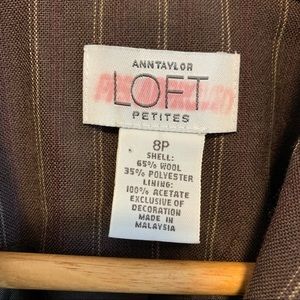 ANNTAYLOR
LOFT
PETITES
8P
SHELL:
65% WOOL
35% POLYESTER
LINING:
100% ACETATE
EXCLUSIVE OF
DECORATION
MADE IN
MALAYSIA